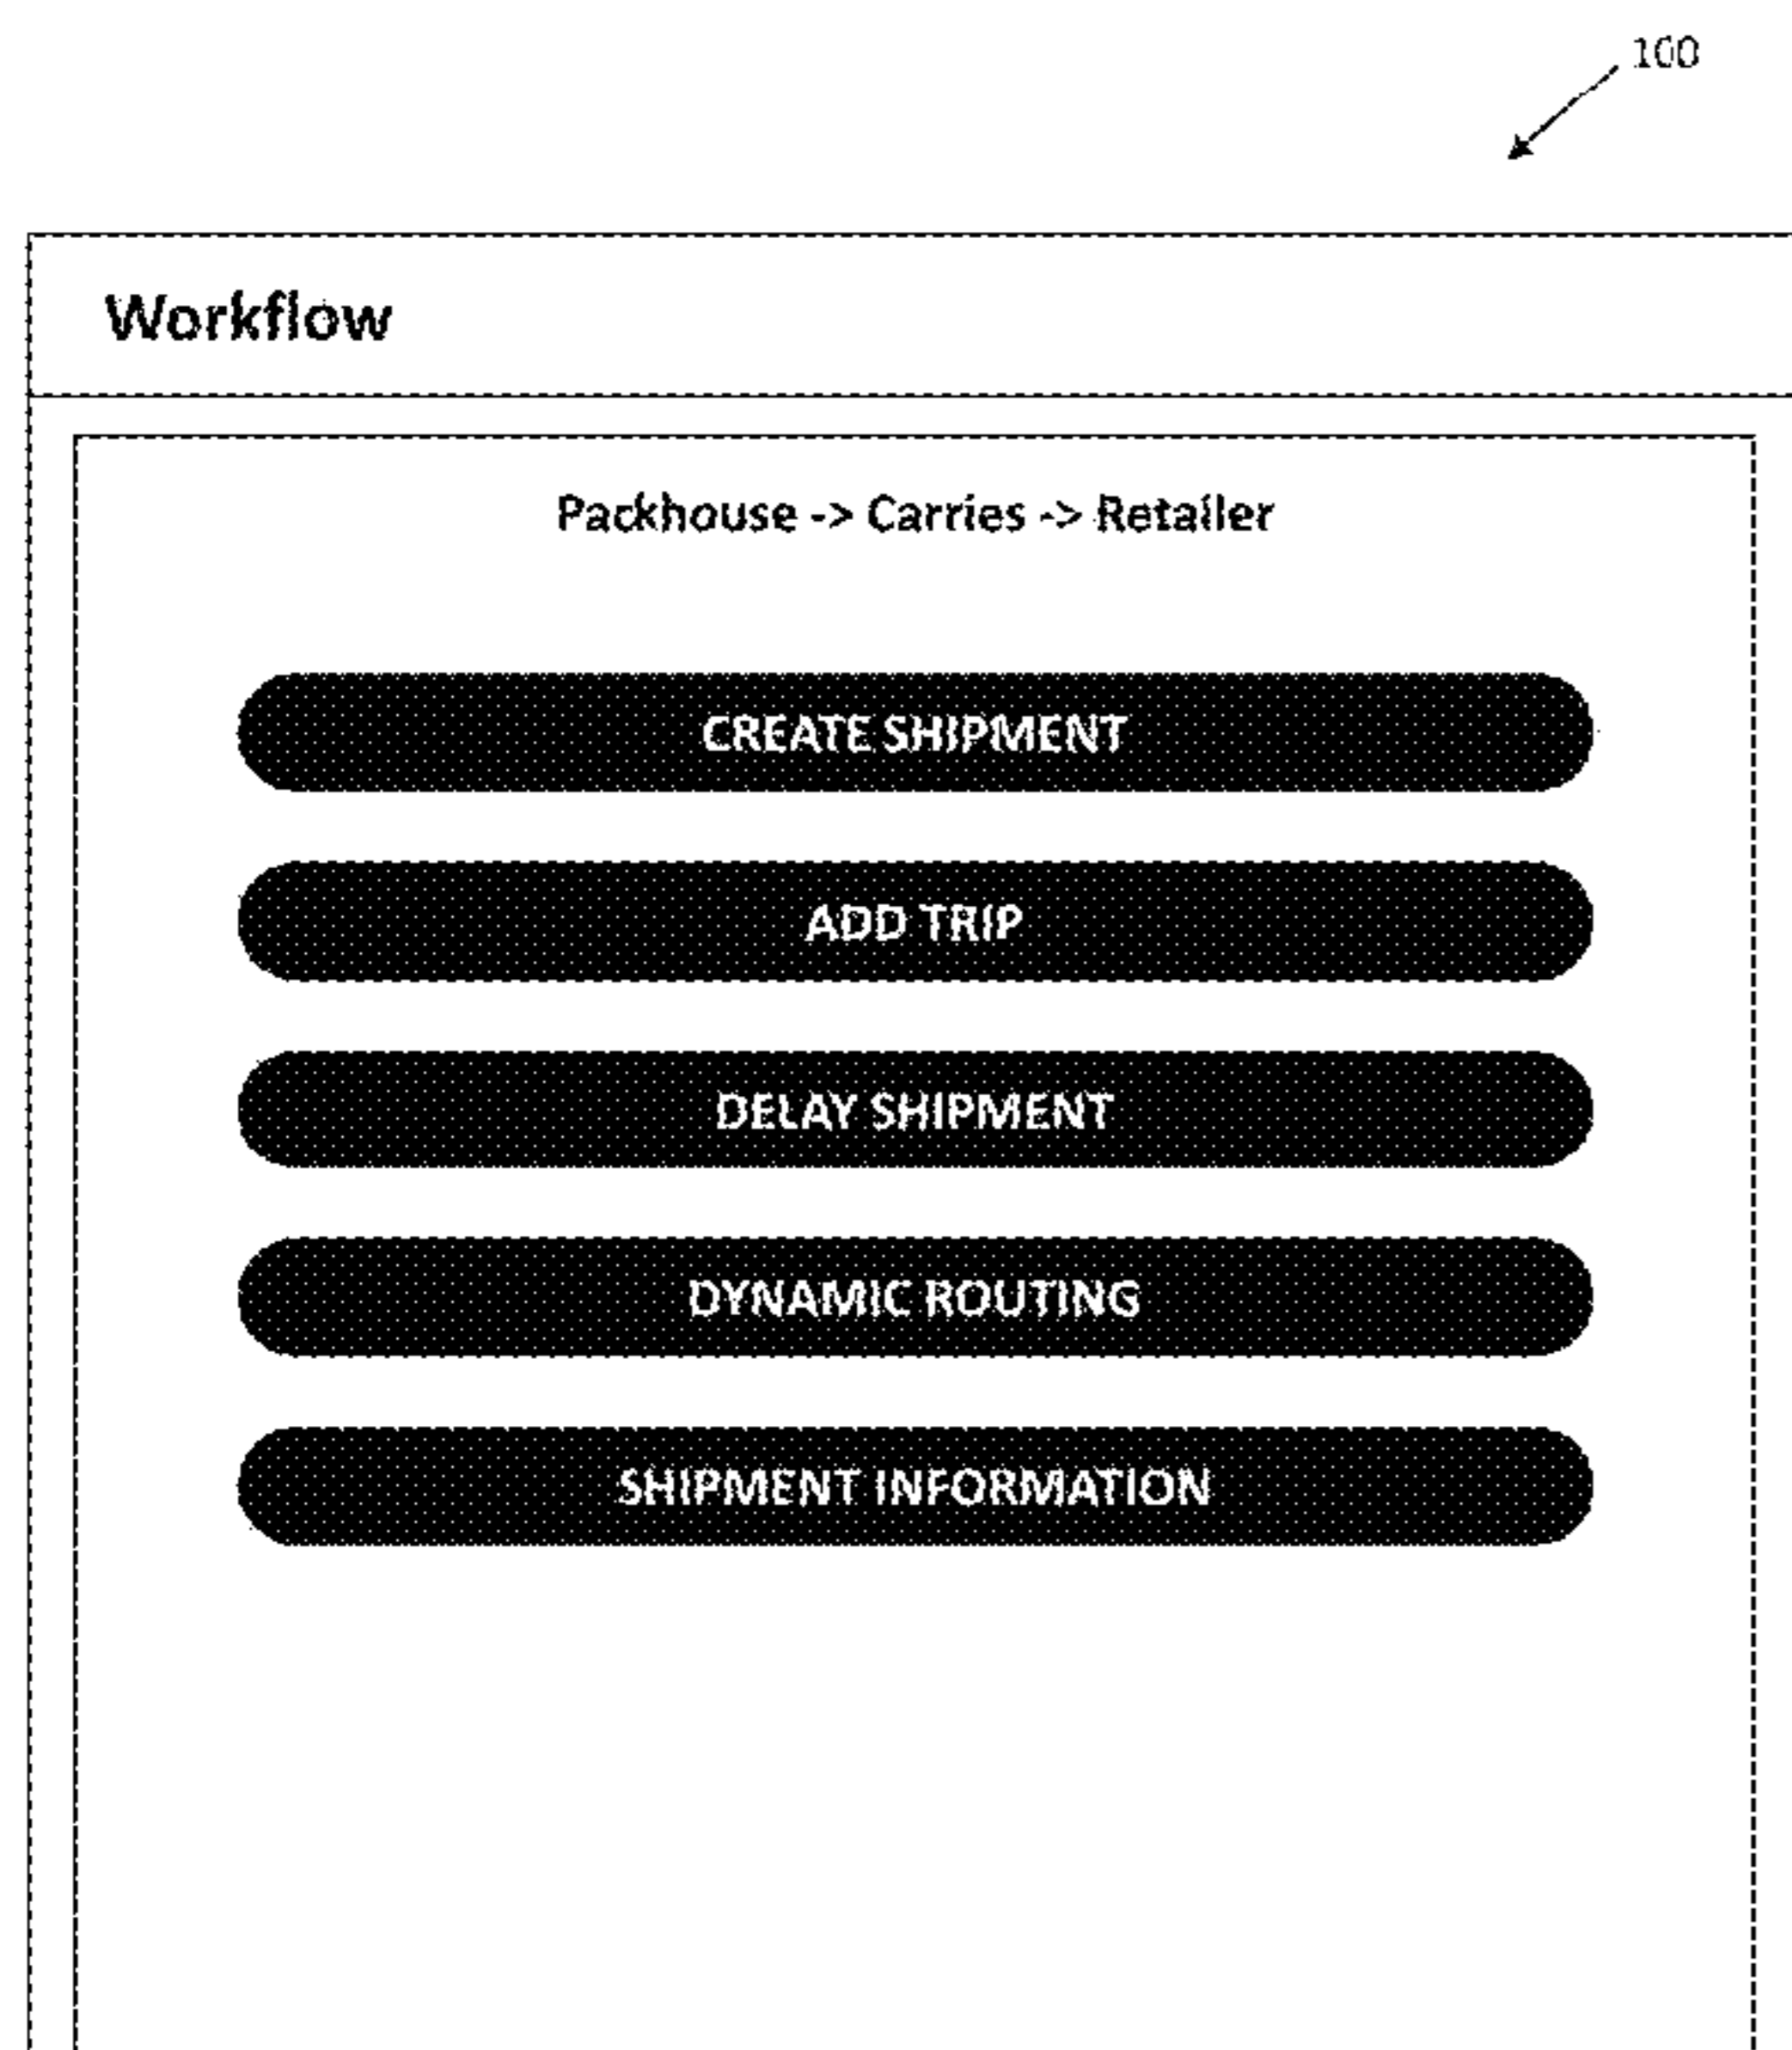 100
Workflow
Packhouse -> Carries -> Retailer
CREATE SHIPMENT
ADD TRIP
DELAY SHIPMENT
DYNAMIC ROUTING
SHIPMENT INFORMATION